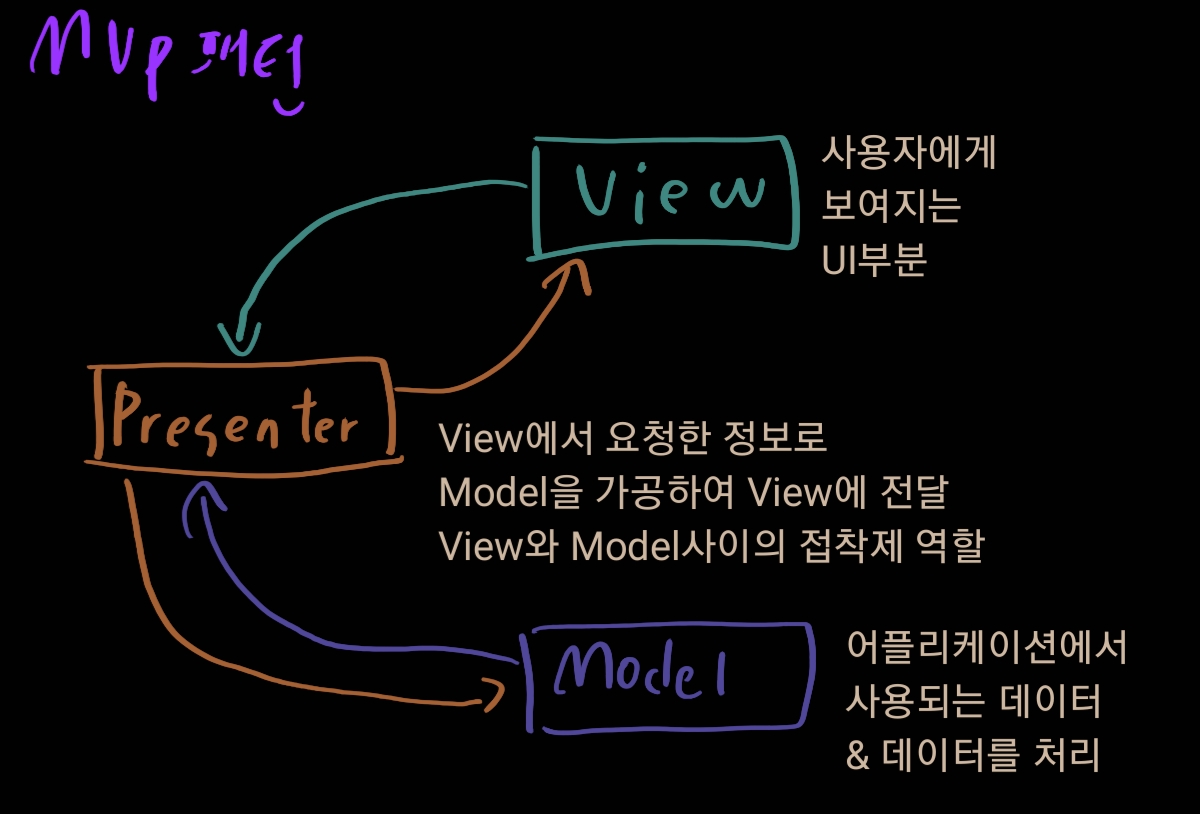 MVP 패턴
View
사용자에게
보여지는
UI부분
Presenter
View에서 요청한 정보로
Model을 가공하여 View에 전달
View와 Model사이의 접착제 역할
Model
어플리케이션에서
사용되는 데이터
& 데이터를 처리